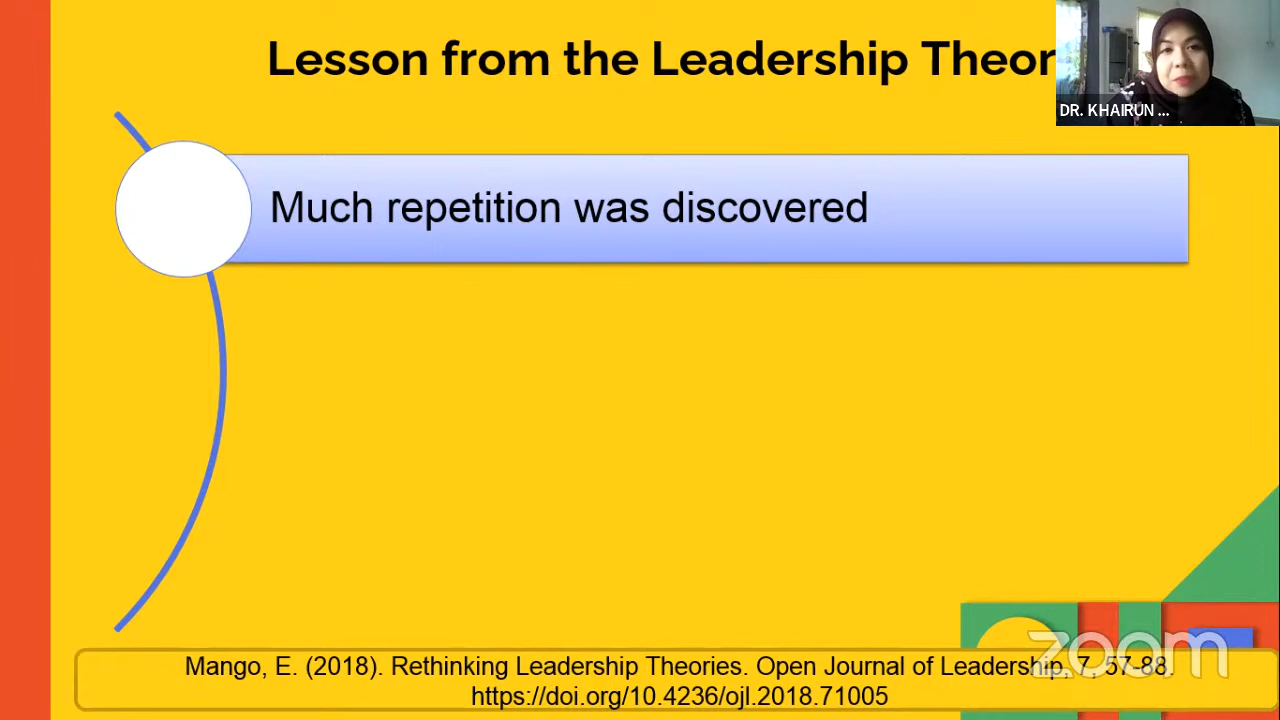 Lesson from the Leadership Theor
DR. KHAIRUN ...
Much repetition was discovered
Mango, E. (2018). Rethinking Leadership Theories. Open Journal of Leadership, 7, 57-88.
https://doi.org/10.4236/ojl.2018.71005
zoom